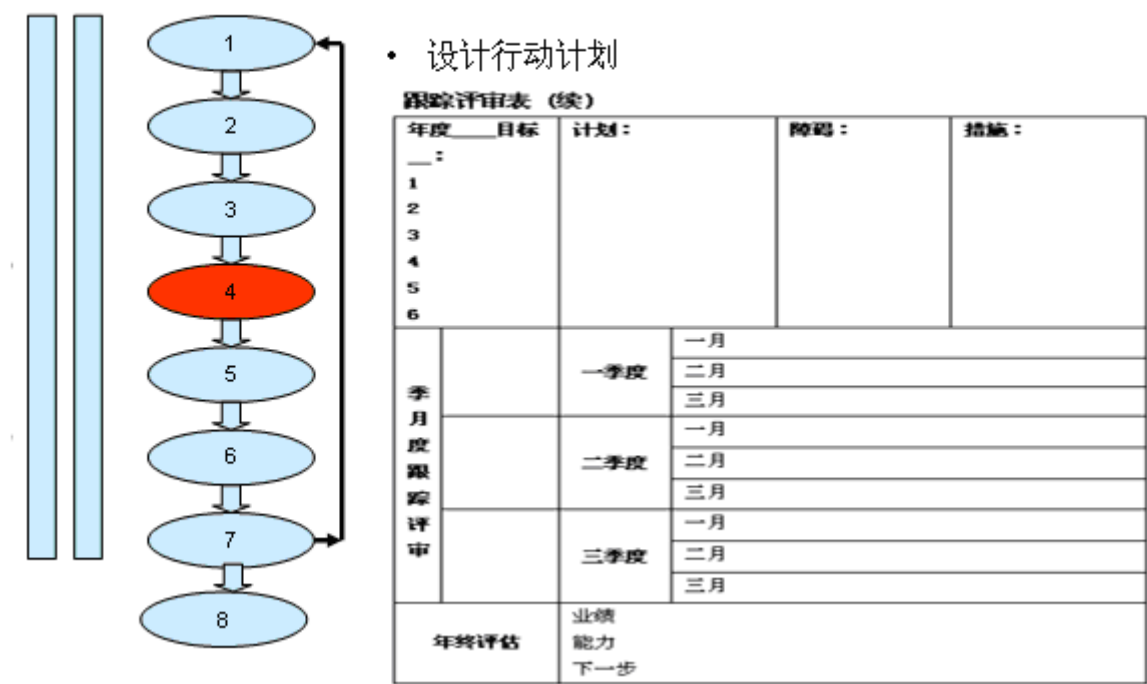 1
2
3
4
5
6
7
8
• 设计行动计划
跟踪评审表（续）
年度____目标__：
1
2
3
4
5
6
计划：
障碍：
措施：
季月度跟踪评审
一季度
一月
二月
三月
二季度
一月
二月
三月
三季度
一月
二月
三月
年终评估
业绩
能力
下一步